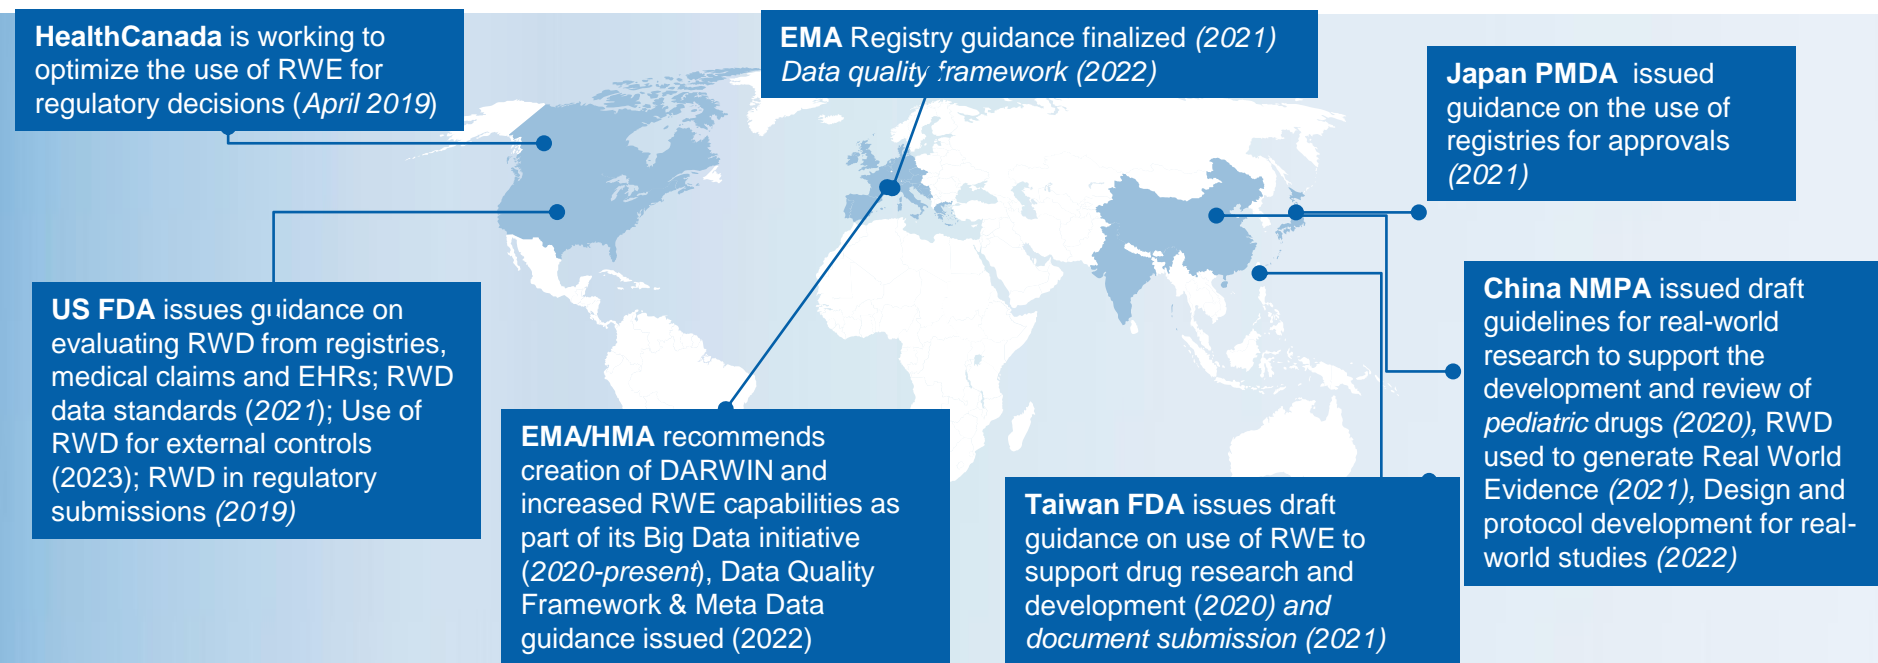 HealthCanada is working to
optimize the use of RWE for
regulatory decisions (April 2019)
EMA Registry guidance finalized (2021)
Data quality framework (2022)
Japan PMDA issued
guidance on the use of
registries for approvals
(2021)
US FDA issues guidance on
evaluating RWD from registries,
medical claims and EHRs; RWD
data standards (2021); Use of
RWD for external controls
(2023); RWD in regulatory
submissions (2019)
EMA/HMA recommends
creation of DARWIN and
increased RWE capabilities as
part of its Big Data initiative
(2020-present), Data Quality
Framework & Meta Data
guidance issued (2022)
Taiwan FDA issues draft
guidance on use of RWE to
support drug research and
development (2020) and
document submission (2021)
China NMPA issued draft
guidelines for real-world
research to support the
development and review of
pediatric drugs (2020), RWD
used to generate Real World
Evidence (2021), Design and
protocol development for real-
world studies (2022)